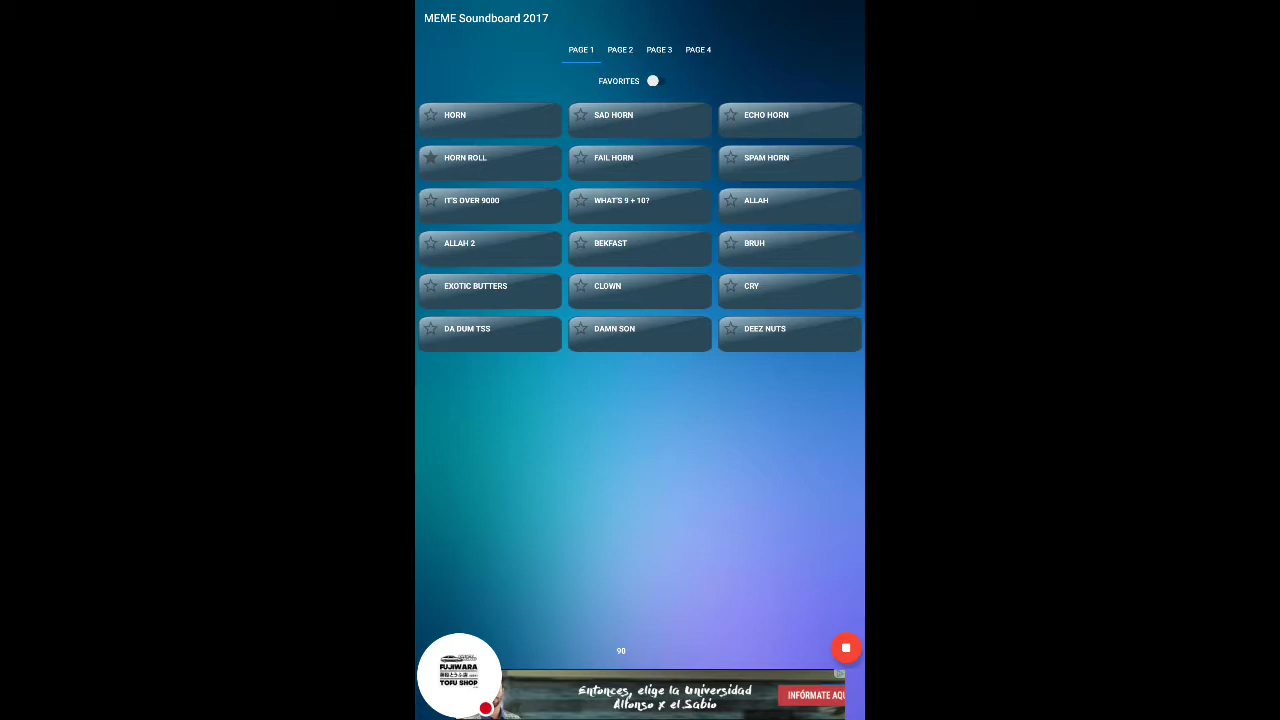 MEME Soundboard 2017
PAGE 1 PAGE 2 PAGE 3 PAGE 4
FAVORITES
HORN SAD HORN ECHO HORN
HORN ROLL FAIL HORN SPAM HORN
IT'S OVER 9000 WHAT'S 9 + 10? ALLAH
ALLAH 2 BEKFAST BRUH
EXOTIC BUTTERS CLOWN CRY
DA DUM TSS DAMN SON DEEZ NUTS
90
FUJIWARA
TOFU SHOP
Entonces, elige la Universidad
Alfonso X el Sabio
INFÓRMATE AQU